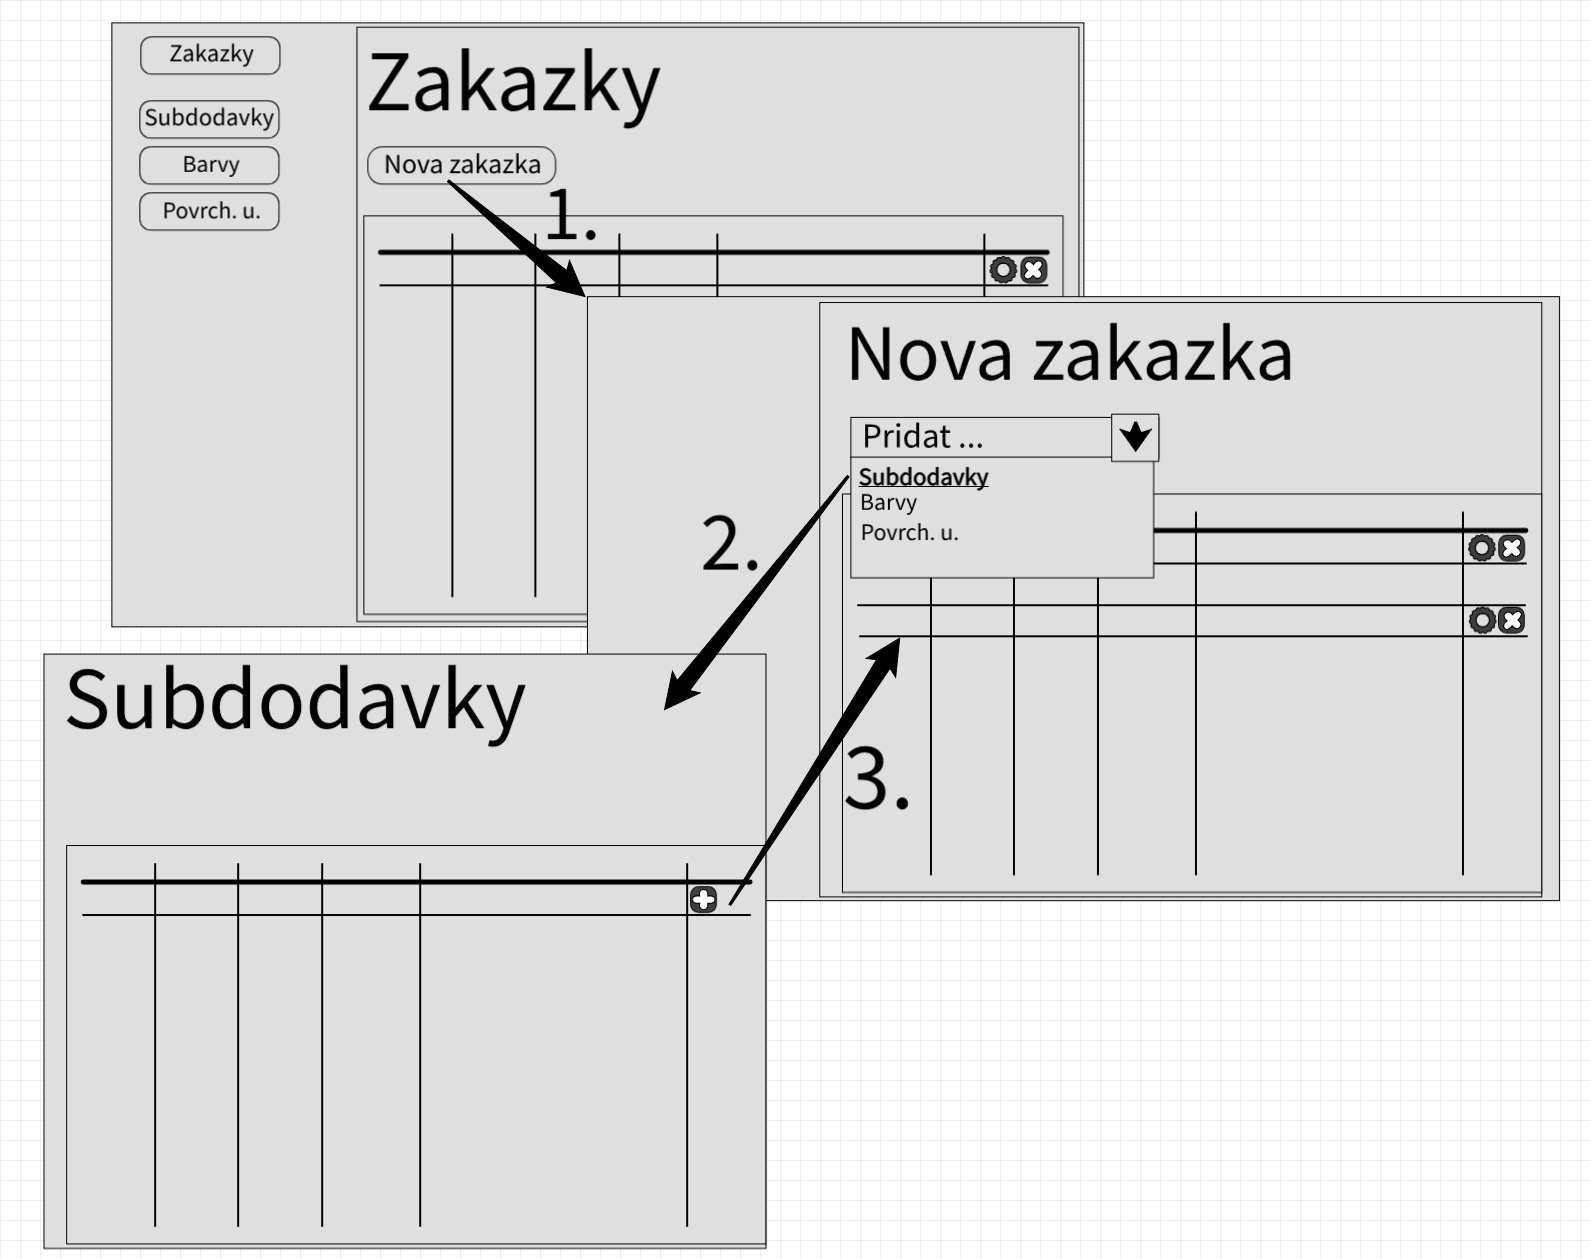 Zakazky
Subdodavky
Barvy
Povrch. u.
Zakazky
Nova zakazka
1.
Nova zakazka
Pridat ...
Subdodavky
Barvy
Povrch. u.
2.
Subdodavky
3.